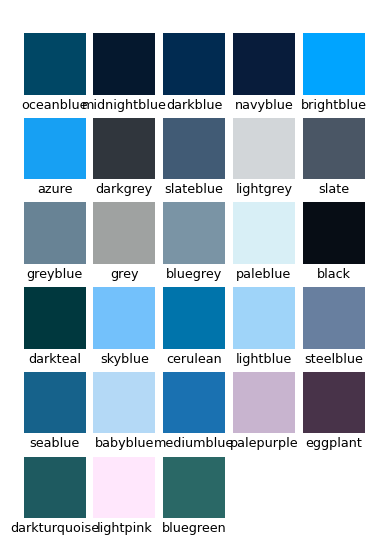 oceanblue midnightblue darkblue navyblue brightblue
azure darkgrey slateblue lightgrey slate
greyblue grey bluegrey paleblue black
darkteal skyblue cerulean lightblue steelblue
seablue babyblue mediumblue palepurple eggplant
darkturquoise lightpink bluegreen